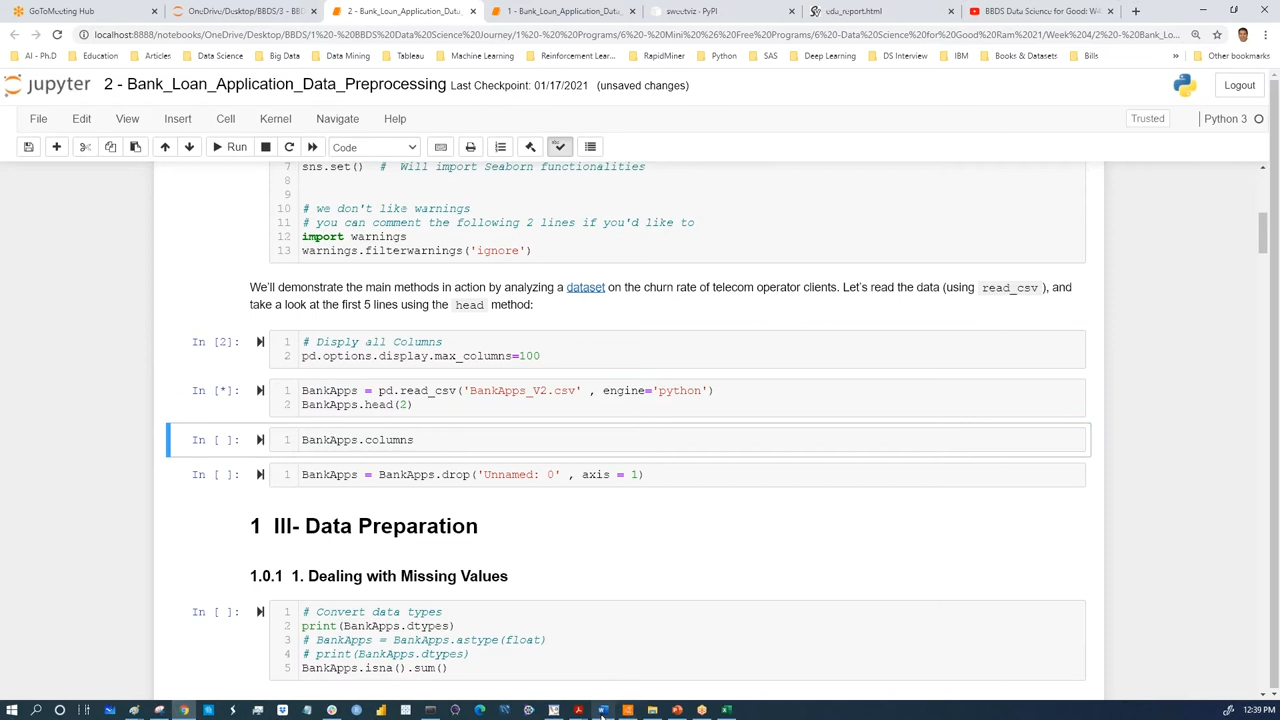 GoToMeeting Hub
OneDrive/Desktop/BBDS/3 -
2 - Bank_Loan_Application_Data_
1 - Bank_Loan_Application_Data_
sweetviz - PyPI
eda_report.html
BBDS Data Science for Good: W
localhost:8888/notebooks/OneDrive/Desktop/BBDS/1%20-%20BBDS%20Data%20Science%20Journey/1%20-%20%20Programs/6%20-%20Mini%20%26%20Free%20Programs/6-%20Data%20Science%20for%20Good%20Ram%202021/Week%204/2%20-%20Bank_Lo...
AI - Ph.D
Education
Articles
Data Science
Big Data
Data Mining
Tableau
Machine Learning
Reinforcement Lear...
RapidMiner
Python
SAS
Deep Learning
DS Interview
IBM
Books & Datasets
Bills
»
Other bookmarks
jupyter 2 - Bank_Loan_Application_Data_Preprocessing Last Checkpoint: 01/17/2021 (unsaved changes)
Logout
File Edit View Insert Cell Kernel Navigate Help
Trusted
Python 3
Run
Code
7 sns.set() # Will import Seaborn functionalities
8
9
10 # we don't like warnings
11 # you can comment the following 2 lines if you'd like to
12 import warnings
13 warnings.filterwarnings('ignore')
We'll demonstrate the main methods in action by analyzing a dataset on the churn rate of telecom operator clients. Let's read the data (using read_csv ), and
take a look at the first 5 lines using the head method:
In [2]: 1 # Disply all Columns
2 pd.options.display.max_columns=100
In [*]: 1 BankApps = pd.read_csv('BankApps_V2.csv' , engine='python')
2 BankApps.head(2)
In [ ]: 1 BankApps.columns
In [ ]: 1 BankApps = BankApps.drop('Unnamed: 0' , axis = 1)
1 III- Data Preparation
1.0.1 1. Dealing with Missing Values
In [ ]: 1 # Convert data types
2 print(BankApps.dtypes)
3 # BankApps = BankApps.astype(float)
4 # print(BankApps.dtypes)
5 BankApps.isna().sum()
12:39 PM